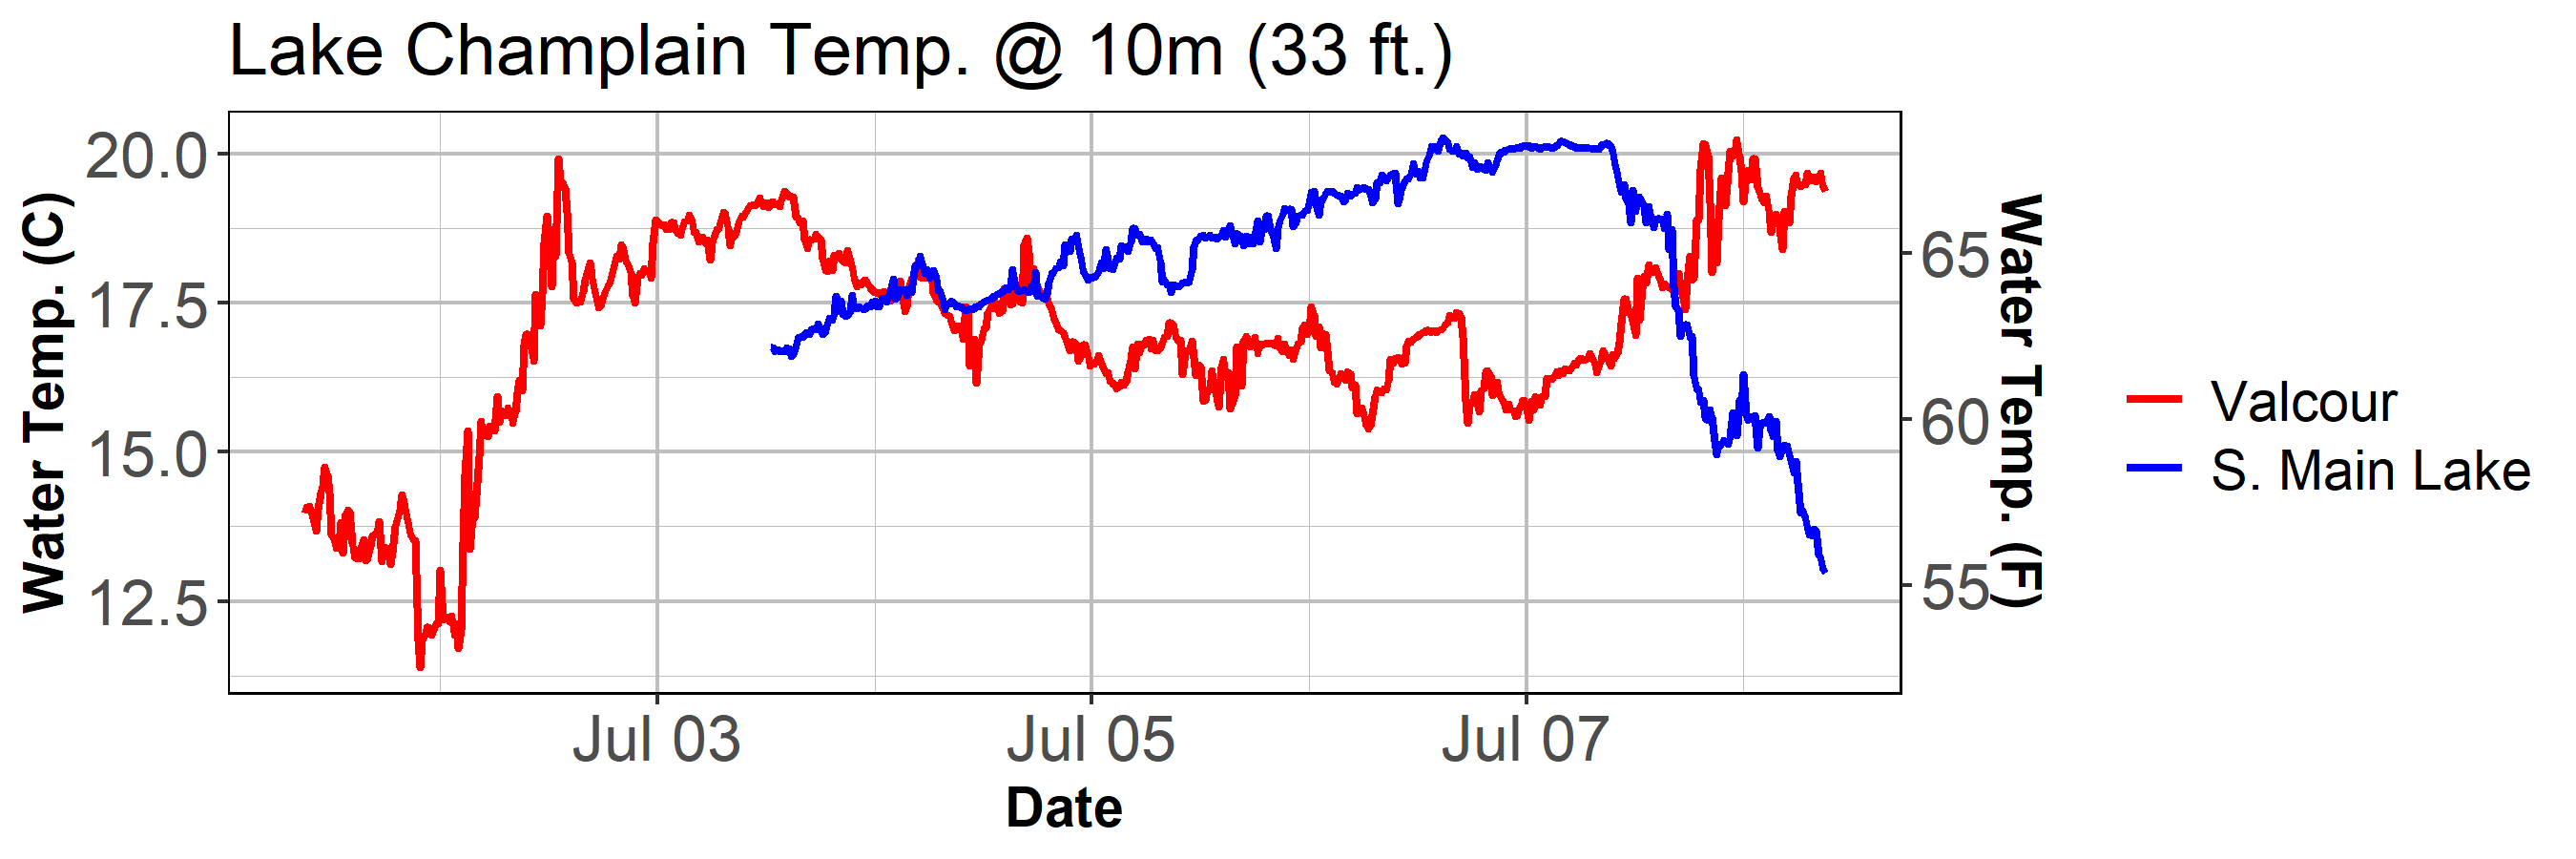 Lake Champlain Temp. @ 10m (33 ft.)
Water Temp. (C)
20.0
17.5
15.0
12.5
65
60
55
Water Temp. (F)
Jul 03
Jul 05
Jul 07
Date
Valcour
S. Main Lake